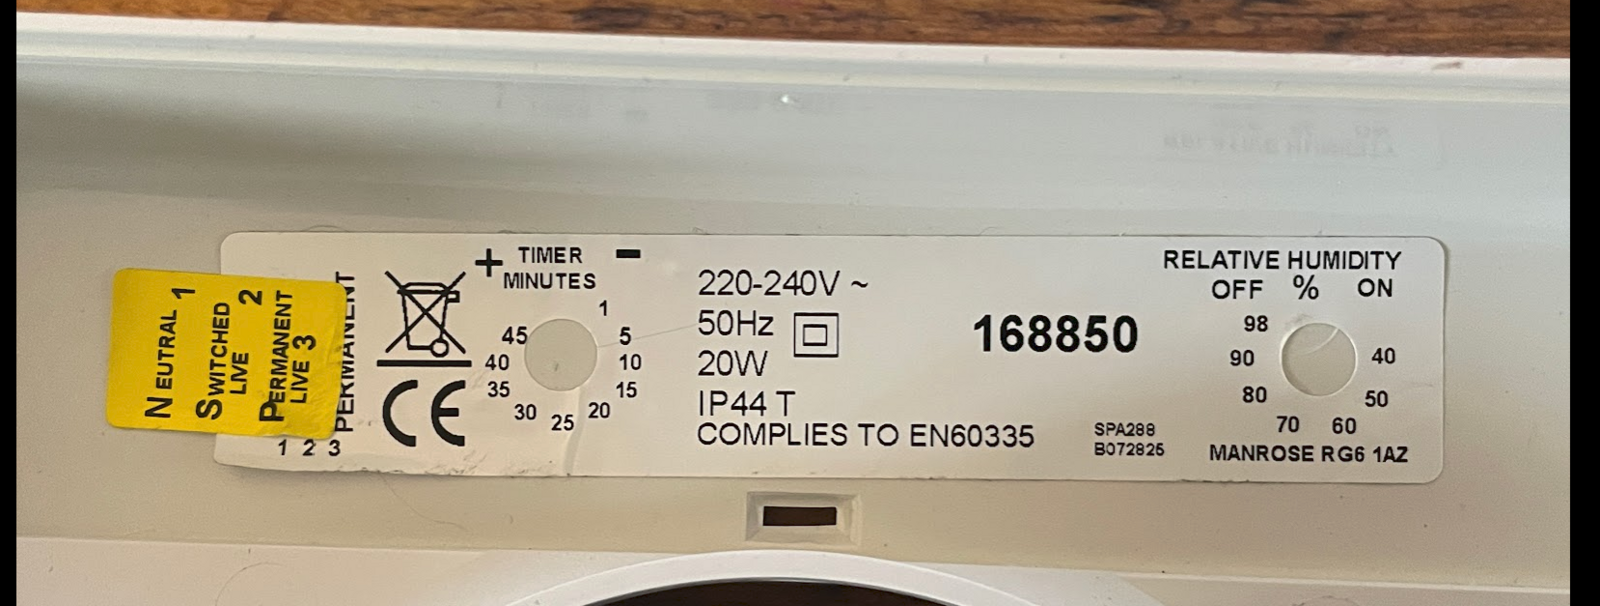 NEUTRAL 1
SWITCHED LIVE 2
PERMANENT LIVE 3
PERMANENT
1 2 3
CE
+ TIMER −
MINUTES
1
5
10
15
20
25
30
35
40
45
220-240V ~
50Hz
20W
IP44 T
COMPLIES TO EN60335
168850
SPA288
B072825
RELATIVE HUMIDITY
OFF % ON
98
90
80
70
60
50
40
MANROSE RG6 1AZ